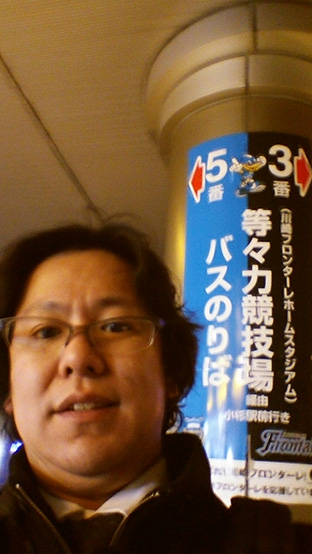 5番
3番
（川崎フロンターレホームスタジアム）
等々力競技場
経由
小杉駅前行き
バスのりば
Frontal